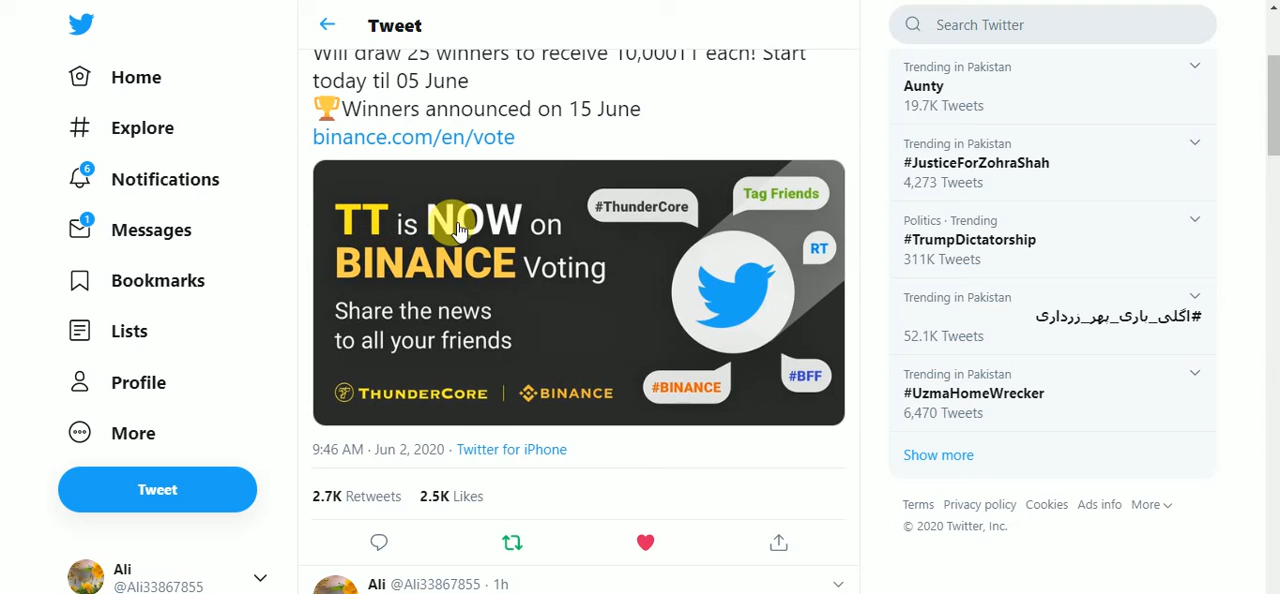 Home
Explore
6
Notifications
1
Messages
Bookmarks
Lists
Profile
More
Tweet
Ali
@Ali33867855
Tweet
Will draw 25 winners to receive 10,000TT each! Start
today til 05 June
🏆Winners announced on 15 June
binance.com/en/vote
TT is NOW on
BINANCE Voting
Share the news
to all your friends
THUNDERCORE | BINANCE
#ThunderCore
Tag Friends
RT
#BFF
#BINANCE
9:46 AM · Jun 2, 2020 · Twitter for iPhone
2.7K Retweets 2.5K Likes
Ali @Ali33867855 · 1h
Search Twitter
Trending in Pakistan
Aunty
19.7K Tweets
Trending in Pakistan
#JusticeForZohraShah
4,273 Tweets
Politics · Trending
#TrumpDictatorship
311K Tweets
Trending in Pakistan
#اگلی_باری_پھر_زرداری
52.1K Tweets
Trending in Pakistan
#UzmaHomeWrecker
6,470 Tweets
Show more
Terms Privacy policy Cookies Ads info More
© 2020 Twitter, Inc.